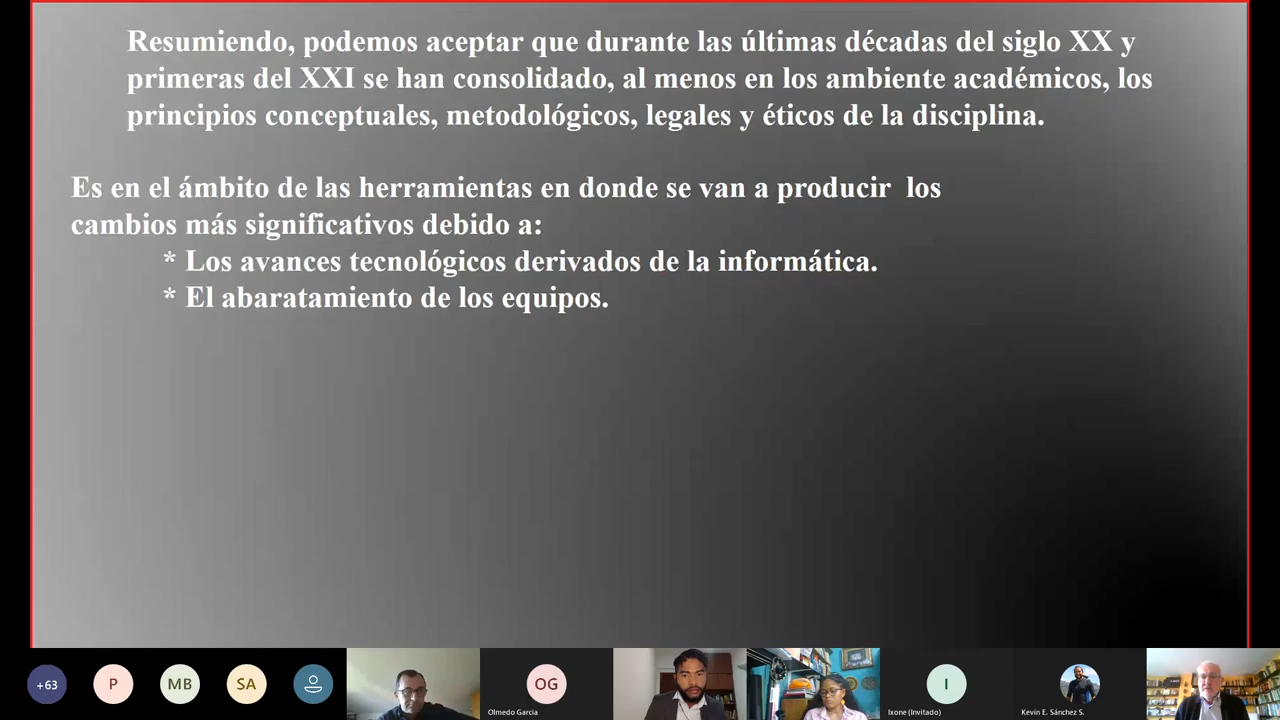 Resumiendo, podemos aceptar que durante las últimas décadas del siglo XX y
primeras del XXI se han consolidado, al menos en los ambiente académicos, los
principios conceptuales, metodológicos, legales y éticos de la disciplina.
Es en el ámbito de las herramientas en donde se van a producir los
cambios más significativos debido a:
* Los avances tecnológicos derivados de la informática.
* El abaratamiento de los equipos.
+63
P
MB
SA
OG
Olmedo Garcia
I
Ixone (Invitado)
Kevin E. Sánchez S.